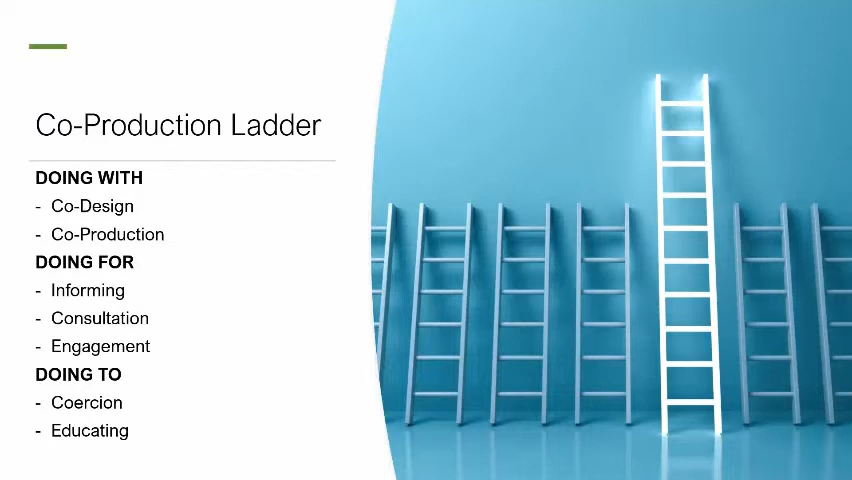 Co-Production Ladder
DOING WITH
- Co-Design
- Co-Production
DOING FOR
- Informing
- Consultation
- Engagement
DOING TO
- Coercion
- Educating